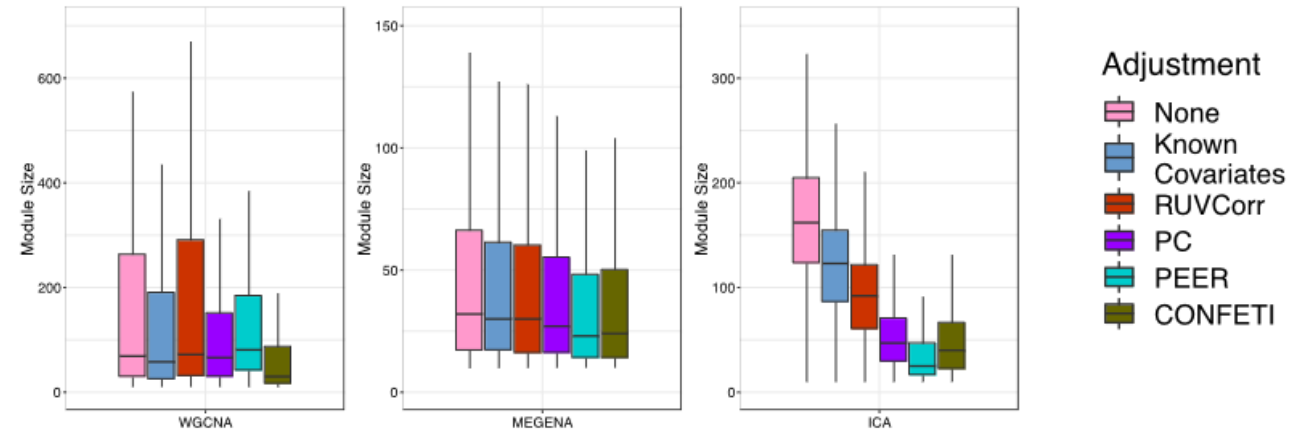 Module Size
600
400
200
0
WGCNA
Module Size
150
100
50
0
MEGENA
Module Size
300
200
100
0
ICA
Adjustment
None
Known
Covariates
RUVCorr
PC
PEER
CONFETI